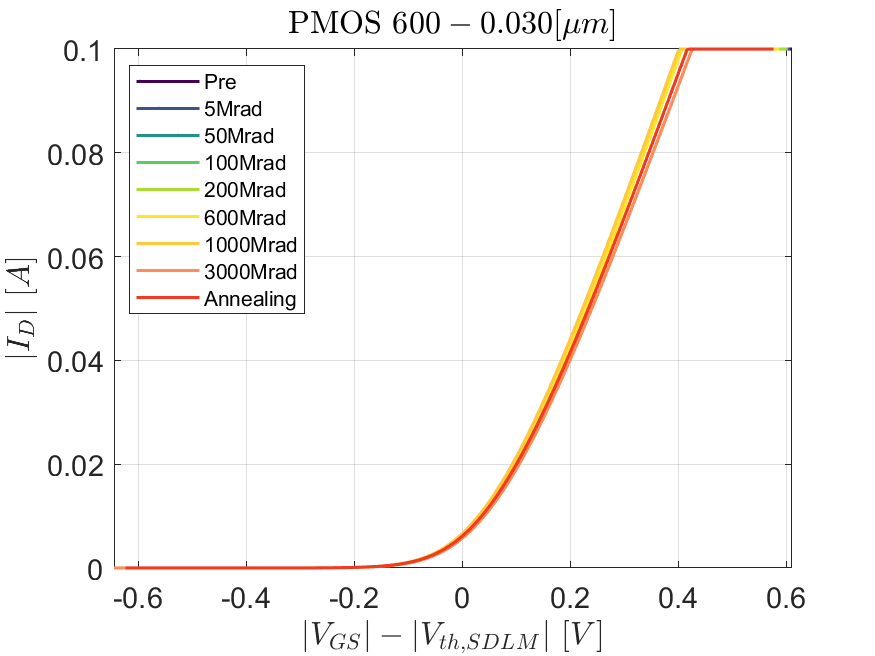 PMOS 600 − 0.030[μm]
Pre
5Mrad
50Mrad
100Mrad
200Mrad
600Mrad
1000Mrad
3000Mrad
Annealing
|I_D| [A]
0.1
0.08
0.06
0.04
0.02
0
-0.6 -0.4 -0.2 0 0.2 0.4 0.6
|V_GS| − |V_th,SDLM| [V]